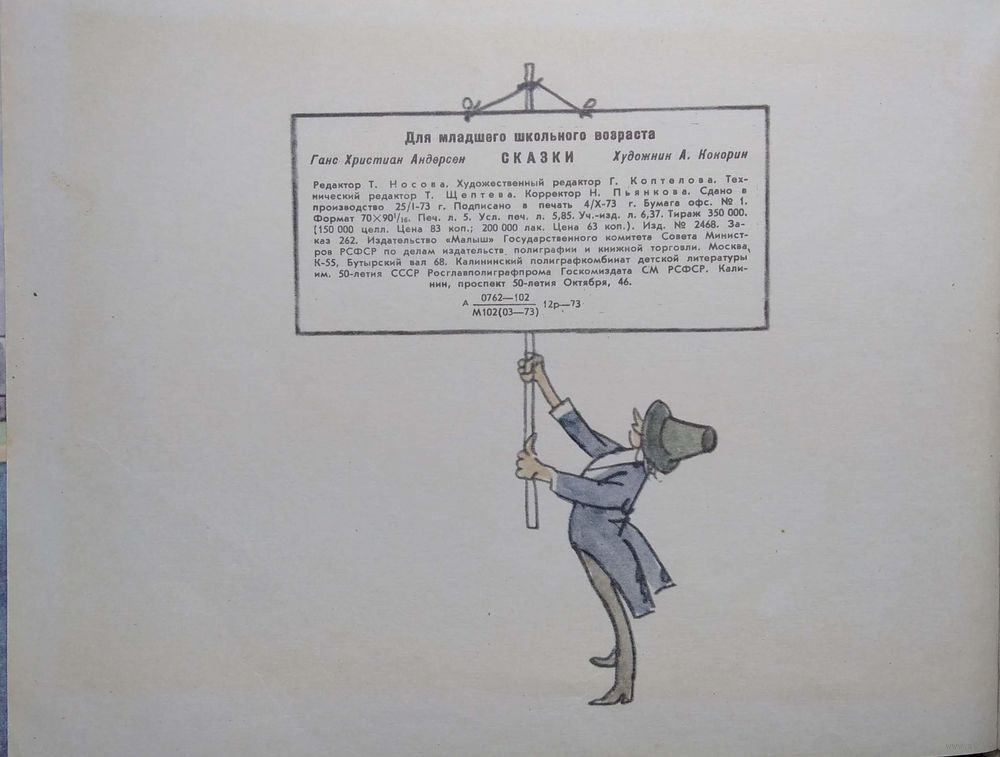 Для младшего школьного возраста
Ганс Христиан Андерсен СКАЗКИ Художник А. Кокорин
Редактор Т. Носова. Художественный редактор Г. Коптелова. Тех-
нический редактор Т. Щептева. Корректор Н. Пьянкова. Сдано в
производство 25/I-73 г. Подписано в печать 4/X-73 г. Бумага офс. № 1.
Формат 70×90 1/16. Печ. л. 5. Усл. печ. л. 5,85. Уч.-изд. л. 6,37. Тираж 350 000.
(150 000 целл. Цена 83 коп.; 200 000 лак. Цена 63 коп.). Изд. № 2468. За-
каз 262. Издательство «Малыш» Государственного комитета Совета Минист-
ров РСФСР по делам издательств, полиграфии и книжной торговли. Москва,
К-55, Бутырский вал 68. Калининский полиграфкомбинат детской литературы
им. 50-летия СССР Росглавполиграфпрома Госкомиздата СМ РСФСР. Кали-
нин, проспект 50-летия Октября, 46.
А 0762—102 12р—73
М102(03—73)